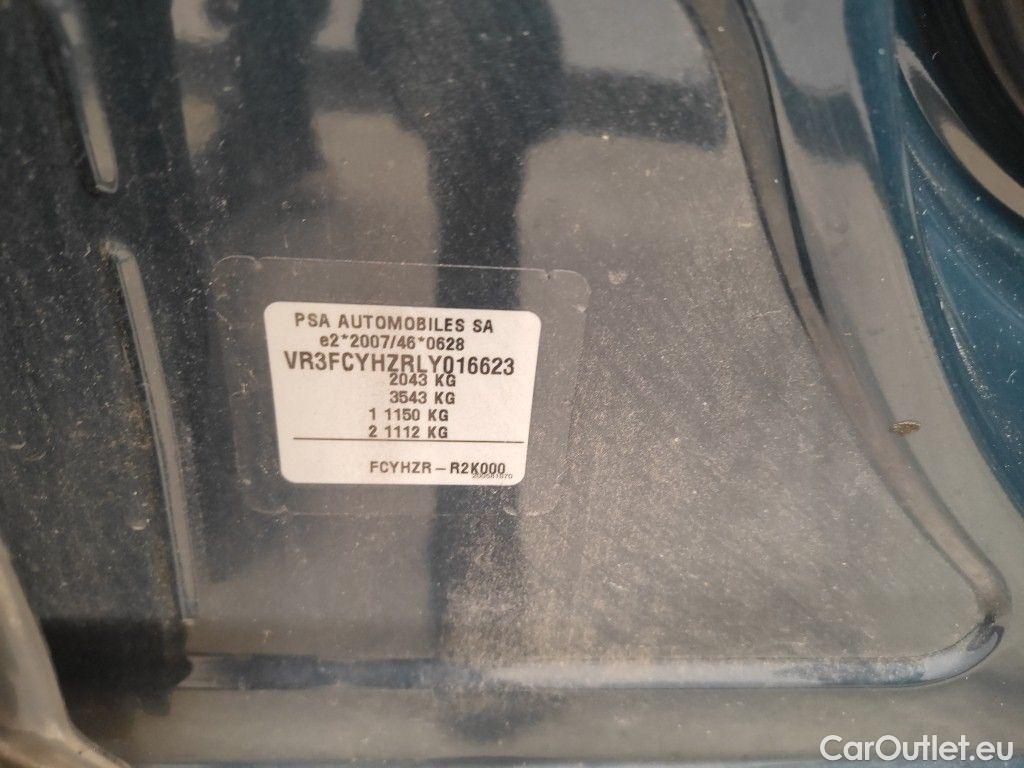 PSA AUTOMOBILES SA
e2*2007/46*0628
VR3FCYHZRLY016623
2043 KG
3543 KG
1 1150 KG
2 1112 KG
FCYHZR – R2K000
CarOutlet.eu